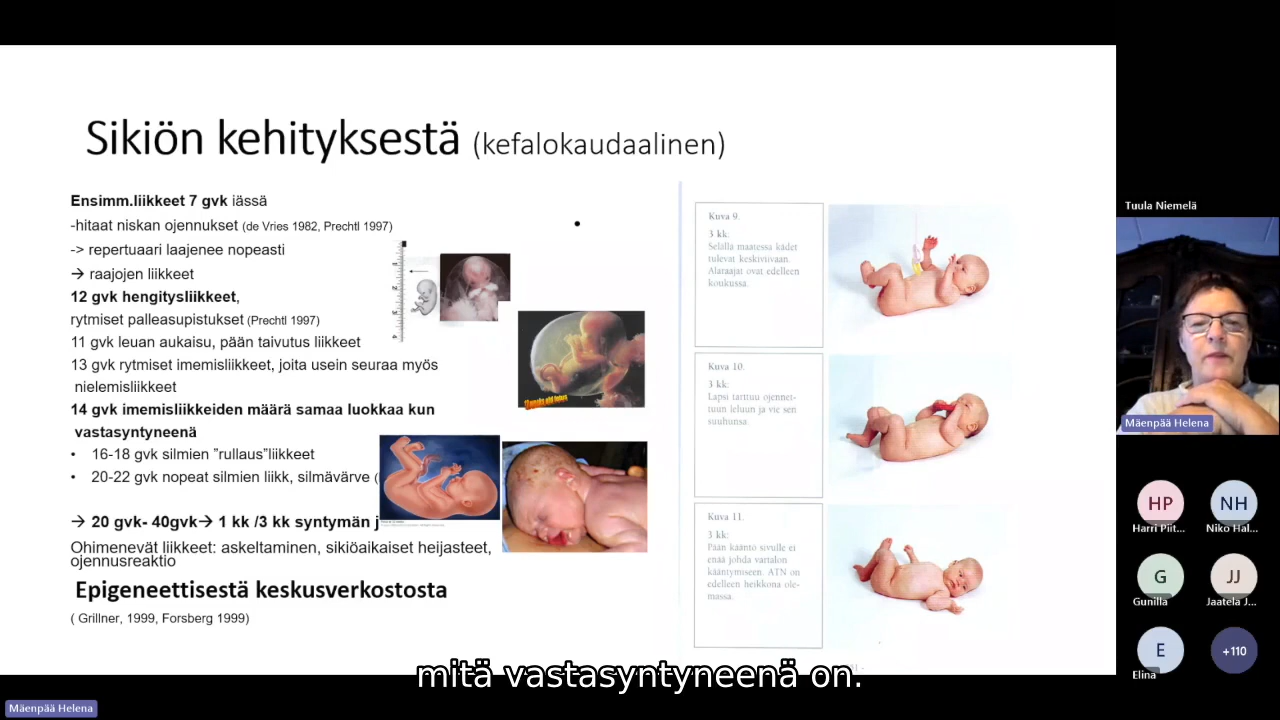 Sikiön kehityksestä (kefalokaudaalinen)
Ensimm.liikkeet 7 gvk iässä
-hitaat niskan ojennukset (de Vries 1982, Prechtl 1997)
-> repertuaari laajenee nopeasti
→ raajojen liikkeet
12 gvk hengitysliikkeet,
rytmiset palleasupistukset (Prechtl 1997)
11 gvk leuan aukaisu, pään taivutus liikkeet
13 gvk rytmiset imemisliikkeet, joita usein seuraa myös
nielemisliikkeet
14 gvk imemisliikkeiden määrä samaa luokkaa kun
vastasyntyneenä
• 16-18 gvk silmien ”rullaus”liikkeet
• 20-22 gvk nopeat silmien liikk, silmävärve (
→ 20 gvk- 40gvk→ 1 kk /3 kk syntymän j
Ohimenevät liikkeet: askeltaminen, sikiöaikaiset heijasteet,
ojennusreaktio
Epigeneettisestä keskusverkostosta
( Grillner, 1999, Forsberg 1999)
Kuva 9.
3 kk:
Selällä maatessa kädet
tulevat keskiviivaan.
Alaraajat ovat edelleen
koukussa.
Kuva 10.
3 kk:
Lapsi tarttuu ojennet-
tuun leluun ja vie sen
suuhunsa.
Kuva 11.
3 kk:
Pään kääntö sivulle ei
enää johda vartalon
kääntymiseen. ATN on
edelleen heikkona ole-
massa.
mitä vastasyntyneenä on.
Tuula Niemelä
Mäenpää Helena
HP
Harri Piit...
NH
Niko Hal...
G
Gunilla
JJ
Jaatela J...
E
Elina
+110
Mäenpää Helena